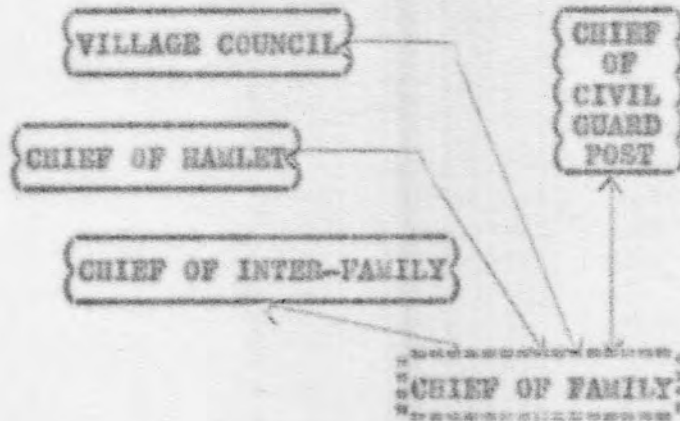 VILLAGE COUNCIL
CHIEF
OF
CIVIL
GUARD
POST
CHIEF OF HAMLET
CHIEF OF INTER-FAMILY
CHIEF OF FAMILY